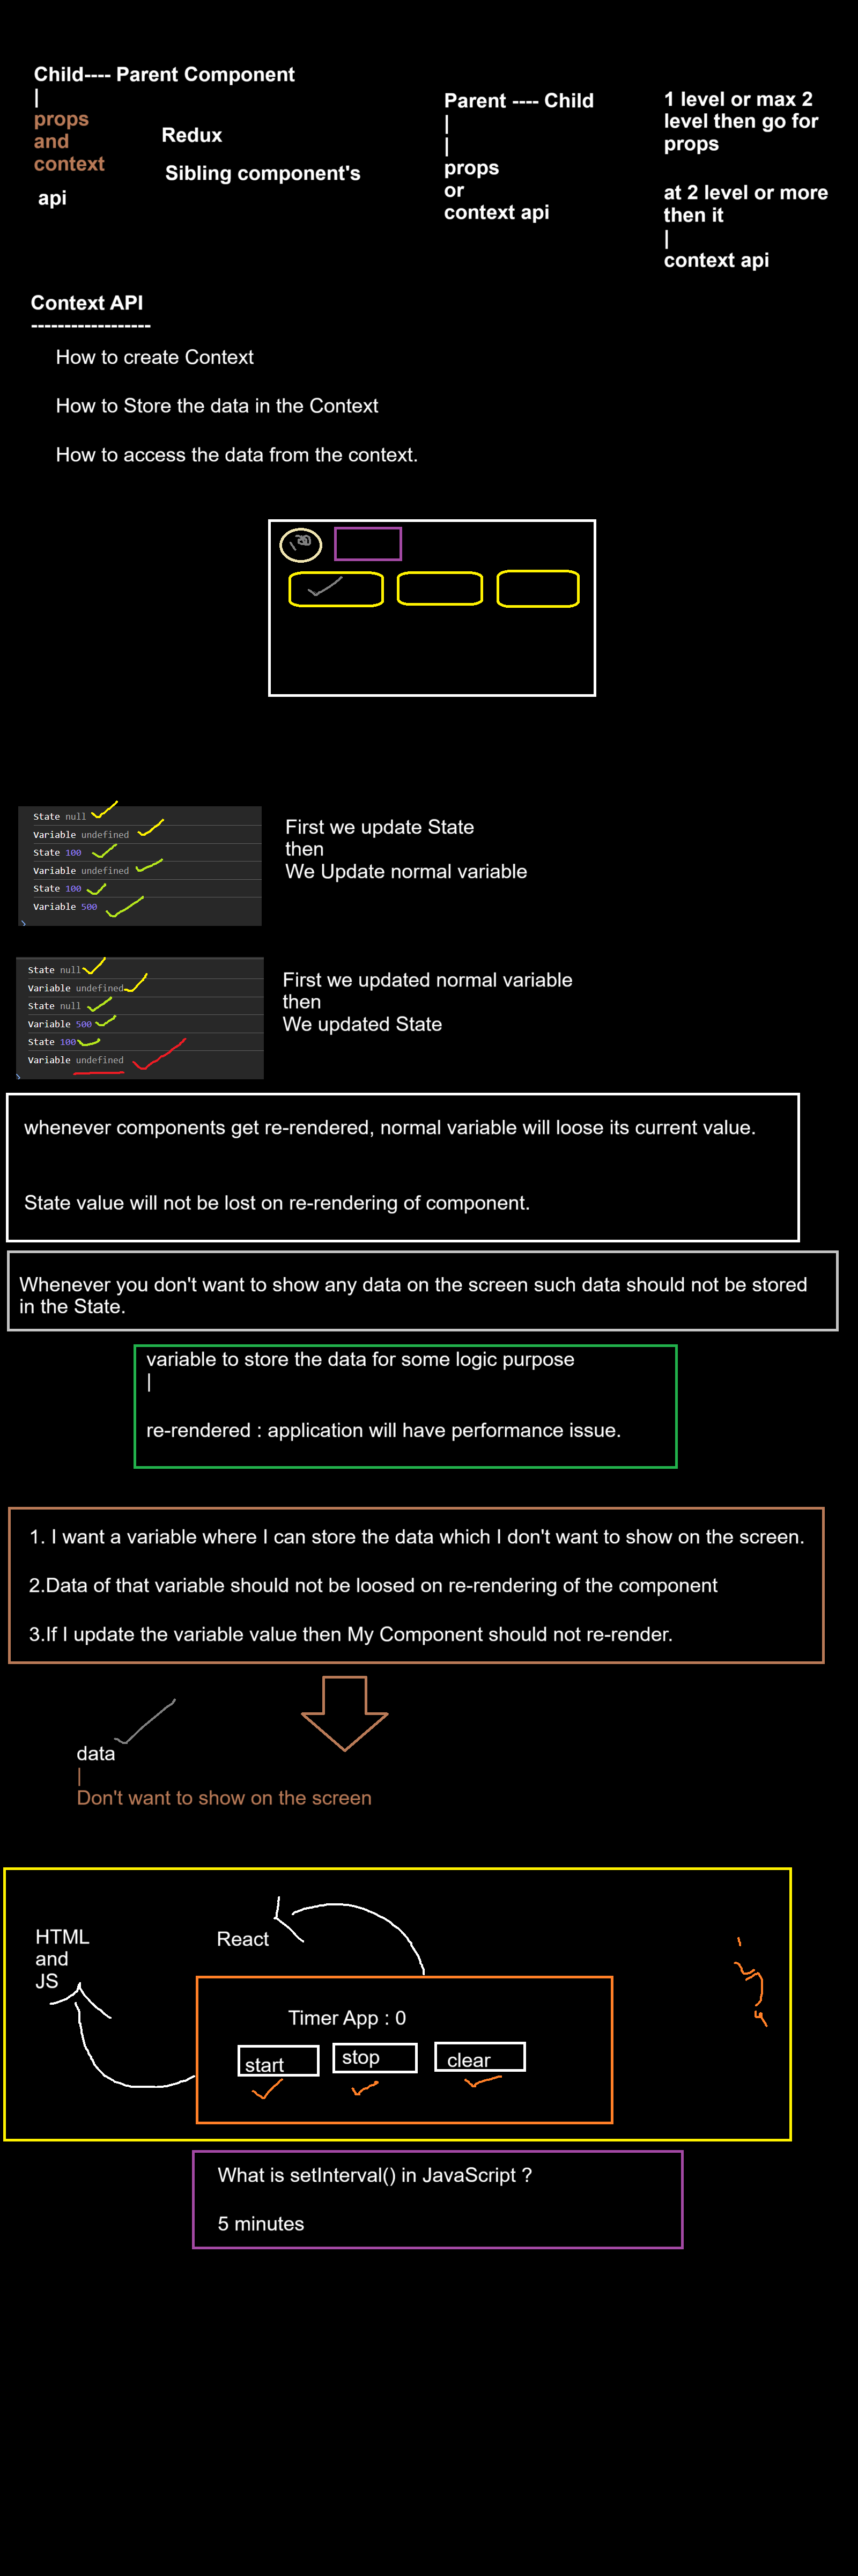 Child---- Parent Component
|
props
and
context
api
Redux
Sibling component's
Parent ---- Child
|
|
props
or
context api
1 level or max 2
level then go for
props
at 2 level or more
then it
|
context api
Context API
------------------
How to create Context
How to Store the data in the Context
How to access the data from the context.
State null
Variable undefined
State 100
Variable undefined
State 100
Variable 500
First we update State
then
We Update normal variable
State null
Variable undefined
State null
Variable 500
State 100
Variable undefined
First we updated normal variable
then
We updated State
whenever components get re-rendered, normal variable will loose its current value.
State value will not be lost on re-rendering of component.
Whenever you don't want to show any data on the screen such data should not be stored
in the State.
variable to store the data for some logic purpose
|
re-rendered : application will have performance issue.
1. I want a variable where I can store the data which I don't want to show on the screen.
2.Data of that variable should not be loosed on re-rendering of the component
3.If I update the variable value then My Component should not re-render.
data
|
Don't want to show on the screen
HTML
and
JS
React
Timer App : 0
start
stop
clear
What is setInterval() in JavaScript ?
5 minutes